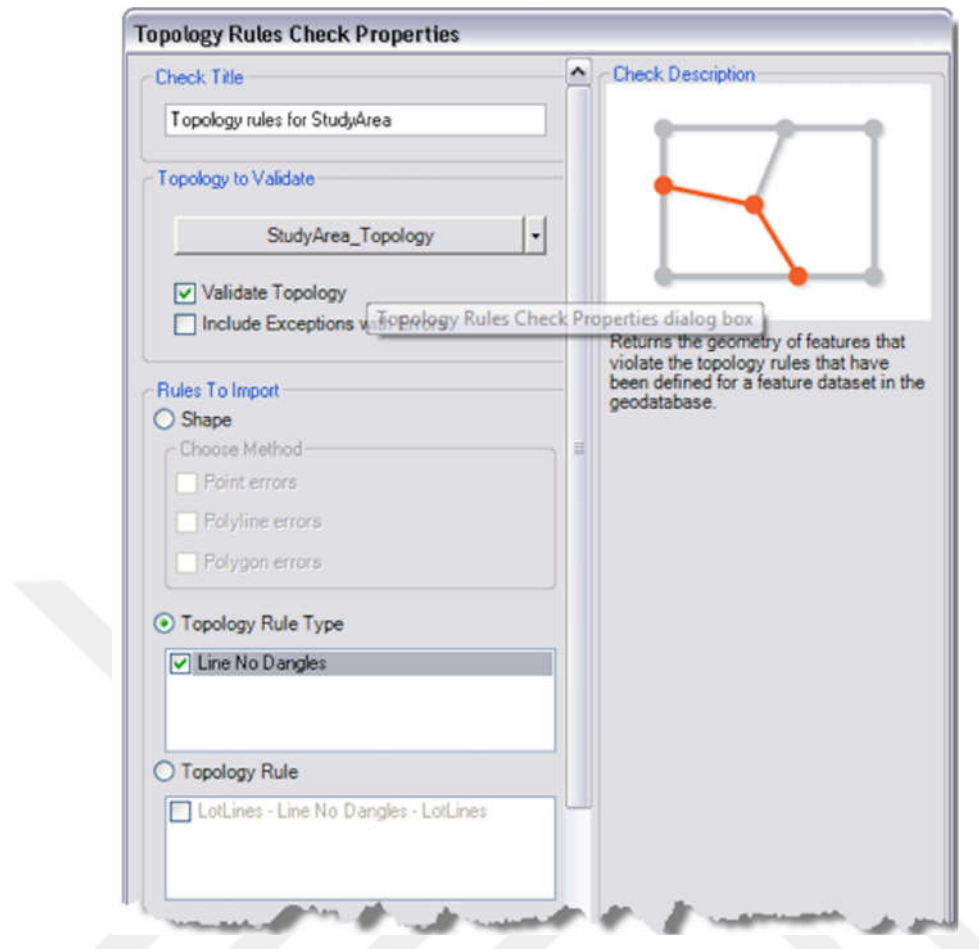 Topology Rules Check Properties
Check Title
Topology rules for StudyArea
Topology to Validate
StudyArea_Topology
Validate Topology
Include Exceptions with Errors
Topology Rules Check Properties dialog box
Rules To Import
Shape
Choose Method
Point errors
Polyline errors
Polygon errors
Topology Rule Type
Line No Dangles
Topology Rule
LotLines - Line No Dangles - LotLines
Check Description
Returns the geometry of features that
violate the topology rules that have
been defined for a feature dataset in the
geodatabase.